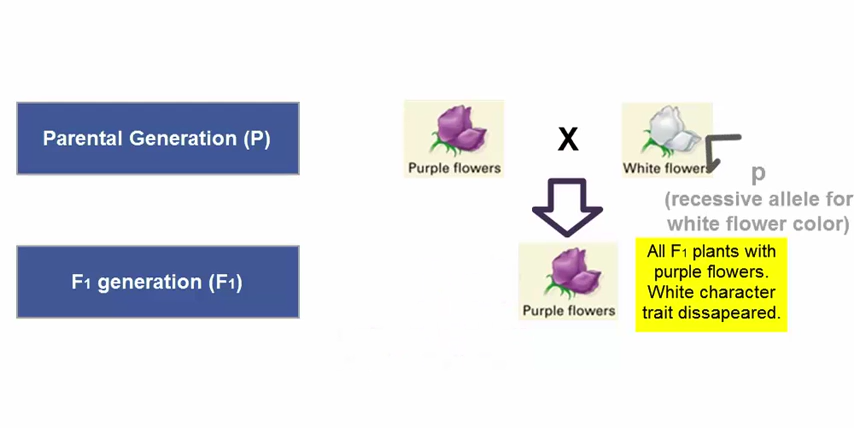 Parental Generation (P)
Purple flowers
X
White flowers
p
(recessive allele for
white flower color)
F1 generation (F1)
Purple flowers
All F1 plants with
purple flowers.
White character
trait dissapeared.